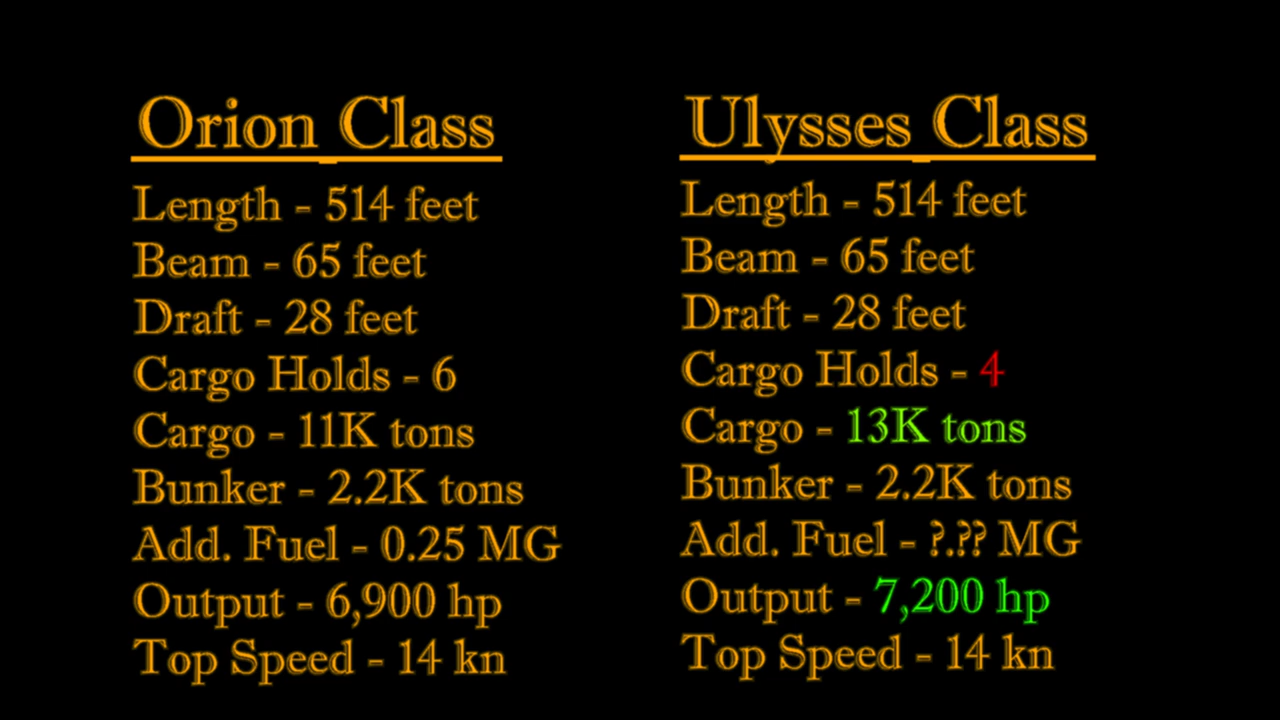 Orion Class
Length - 514 feet
Beam - 65 feet
Draft - 28 feet
Cargo Holds - 6
Cargo - 11K tons
Bunker - 2.2K tons
Add. Fuel - 0.25 MG
Output - 6,900 hp
Top Speed - 14 kn
Ulysses Class
Length - 514 feet
Beam - 65 feet
Draft - 28 feet
Cargo Holds - 4
Cargo - 13K tons
Bunker - 2.2K tons
Add. Fuel - ?.?? MG
Output - 7,200 hp
Top Speed - 14 kn